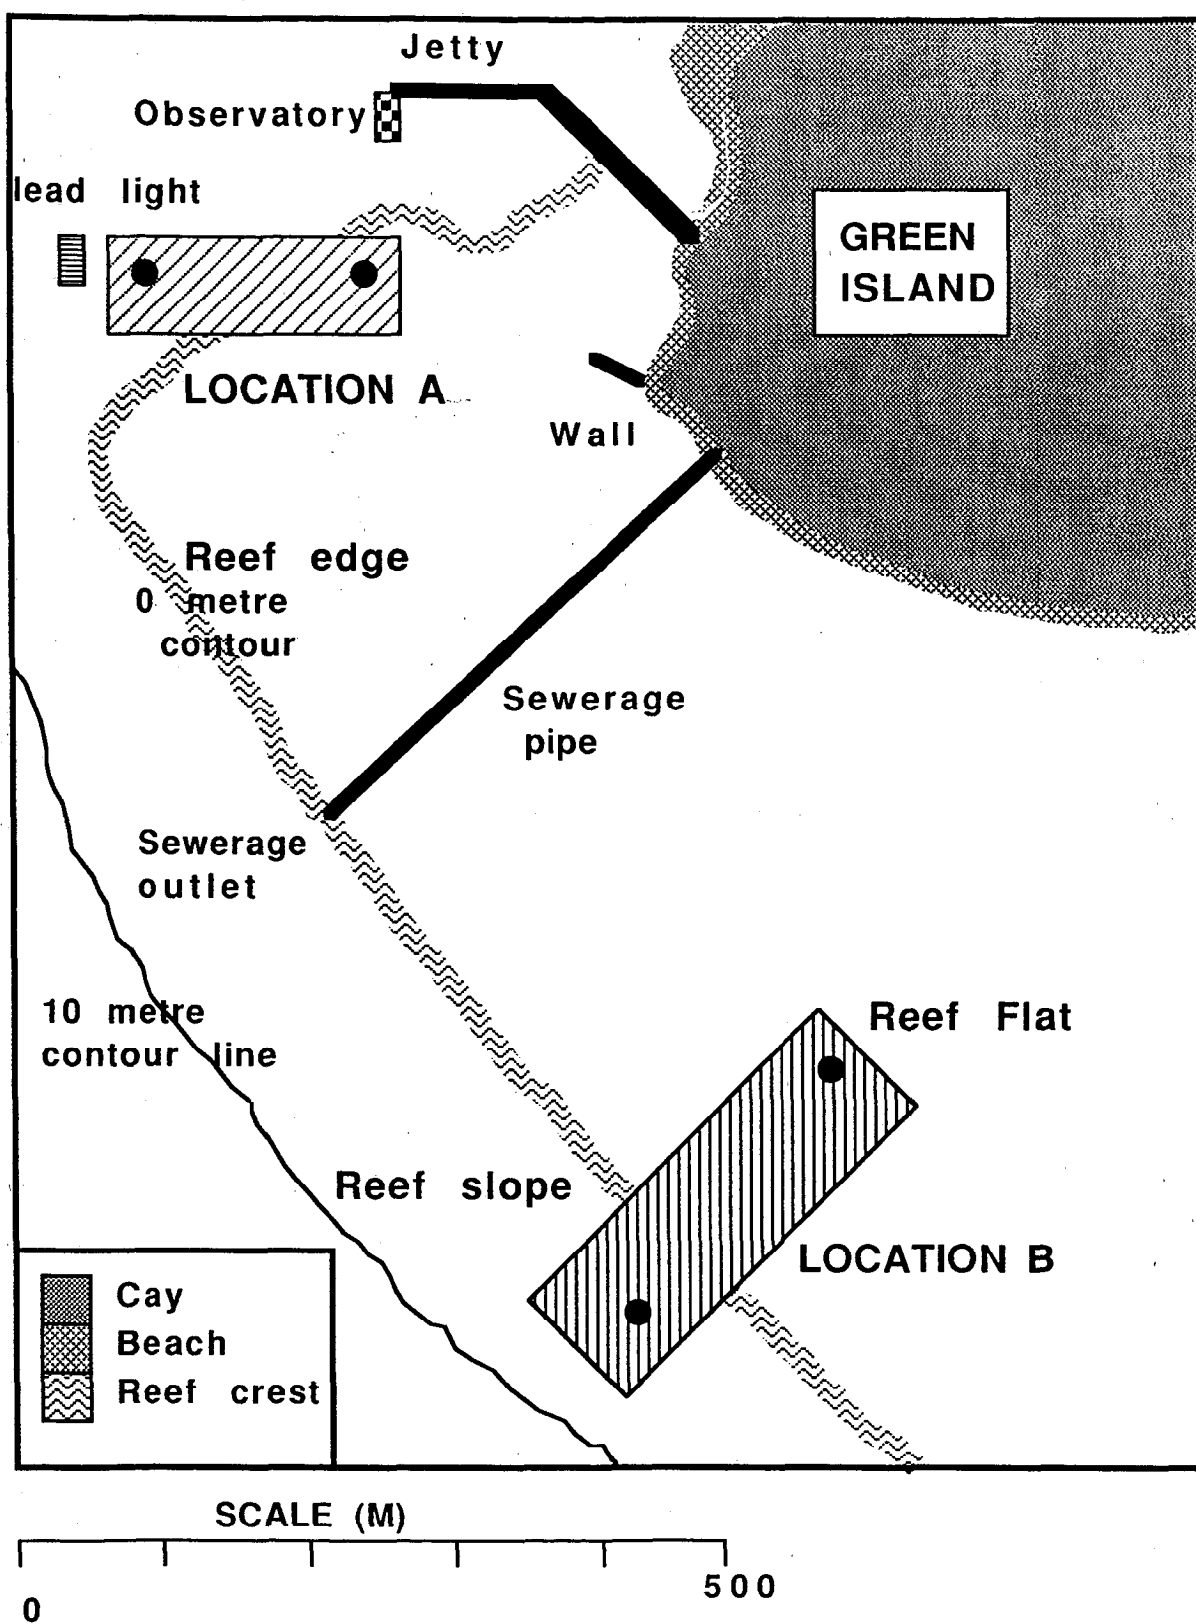 Jetty
Observatory
lead light
GREEN
ISLAND
LOCATION A
Wall
Reef edge
0 metre
contour
Sewerage
pipe
Sewerage
outlet
10 metre
contour line
Reef Flat
Reef slope
LOCATION B
Cay
Beach
Reef crest
SCALE (M)
500
0